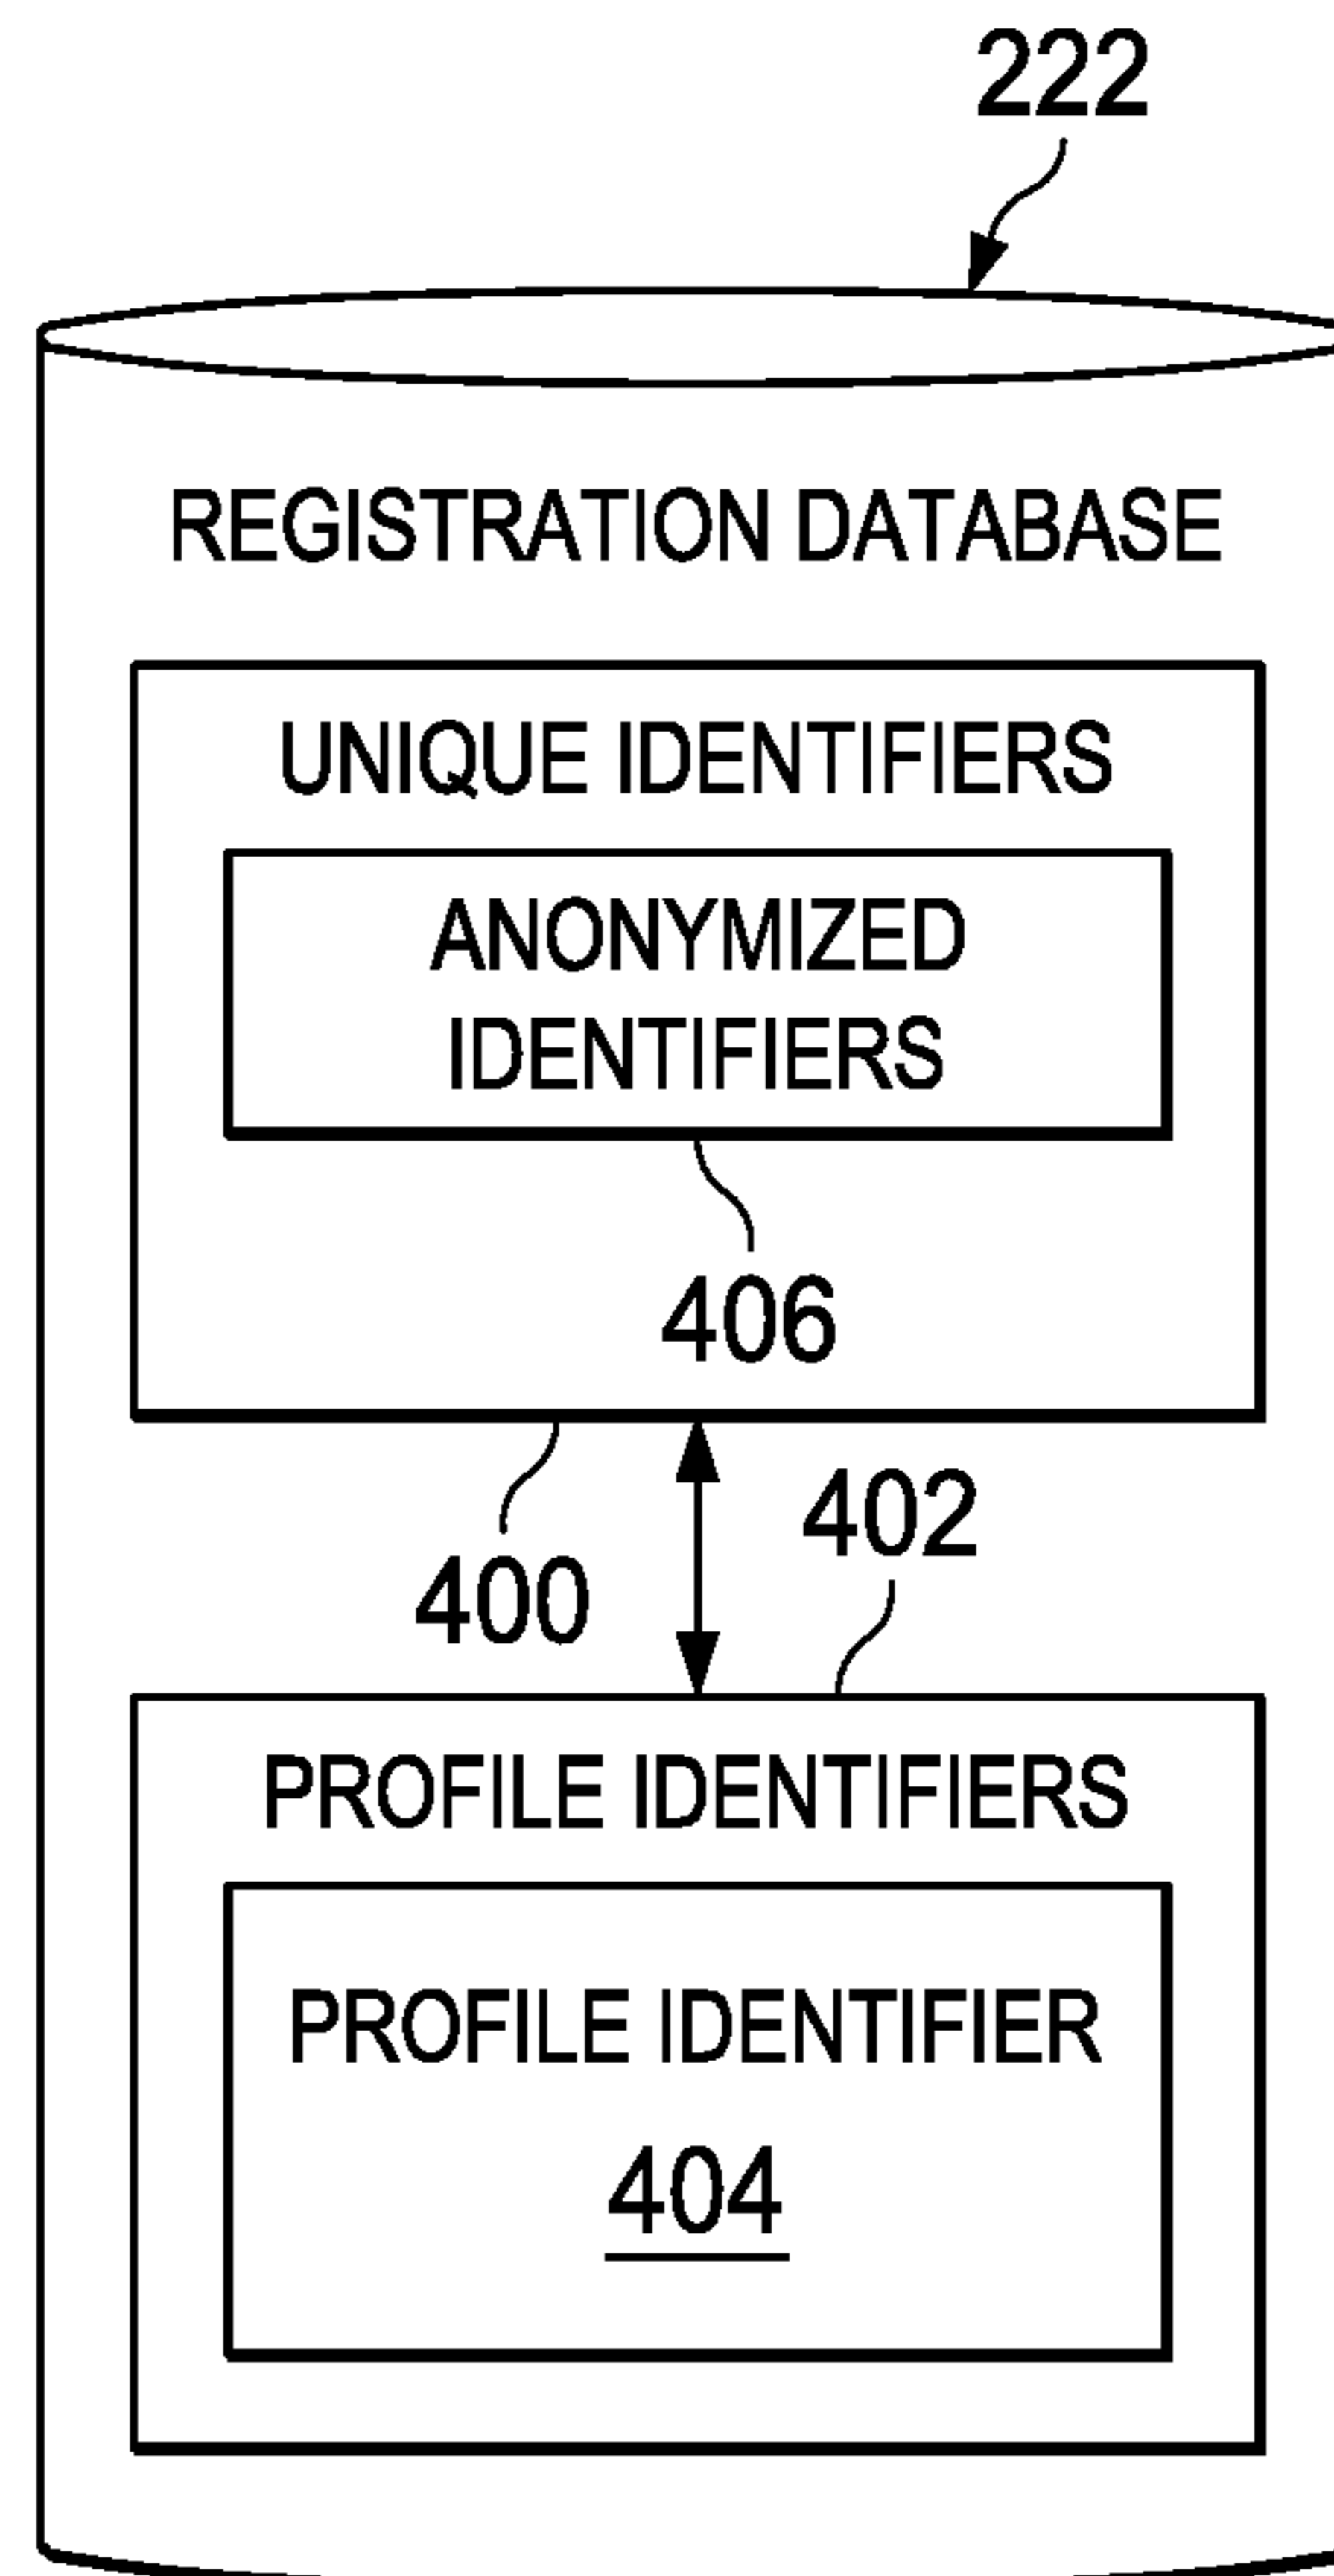 222
REGISTRATION DATABASE
UNIQUE IDENTIFIERS
ANONYMIZED
IDENTIFIERS
406
400
402
PROFILE IDENTIFIERS
PROFILE IDENTIFIER
404